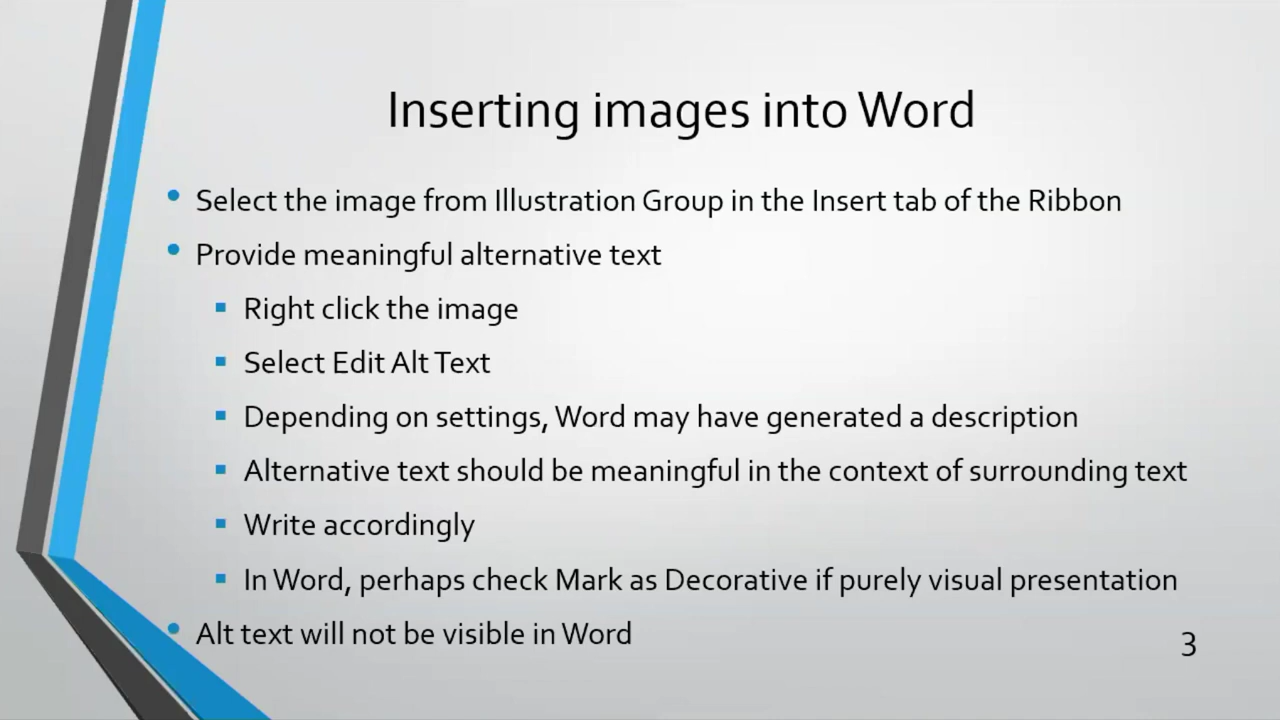 Inserting images into Word
• Select the image from Illustration Group in the Insert tab of the Ribbon
• Provide meaningful alternative text
▪ Right click the image
▪ Select Edit Alt Text
▪ Depending on settings, Word may have generated a description
▪ Alternative text should be meaningful in the context of surrounding text
▪ Write accordingly
▪ In Word, perhaps check Mark as Decorative if purely visual presentation
• Alt text will not be visible in Word
3